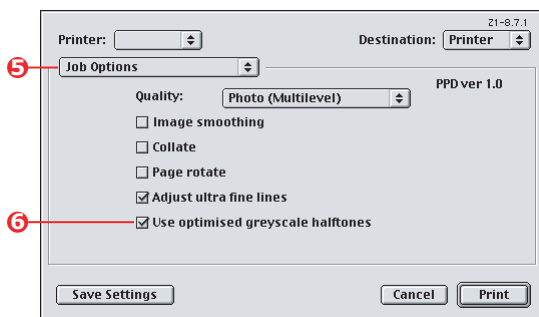 Z1-8.7.1
Printer: Destination: Printer
5 Job Options
PPD ver 1.0
Quality: Photo (Multilevel)
Image smoothing
Collate
Page rotate
Adjust ultra fine lines
6 Use optimised greyscale halftones
Save Settings Cancel Print